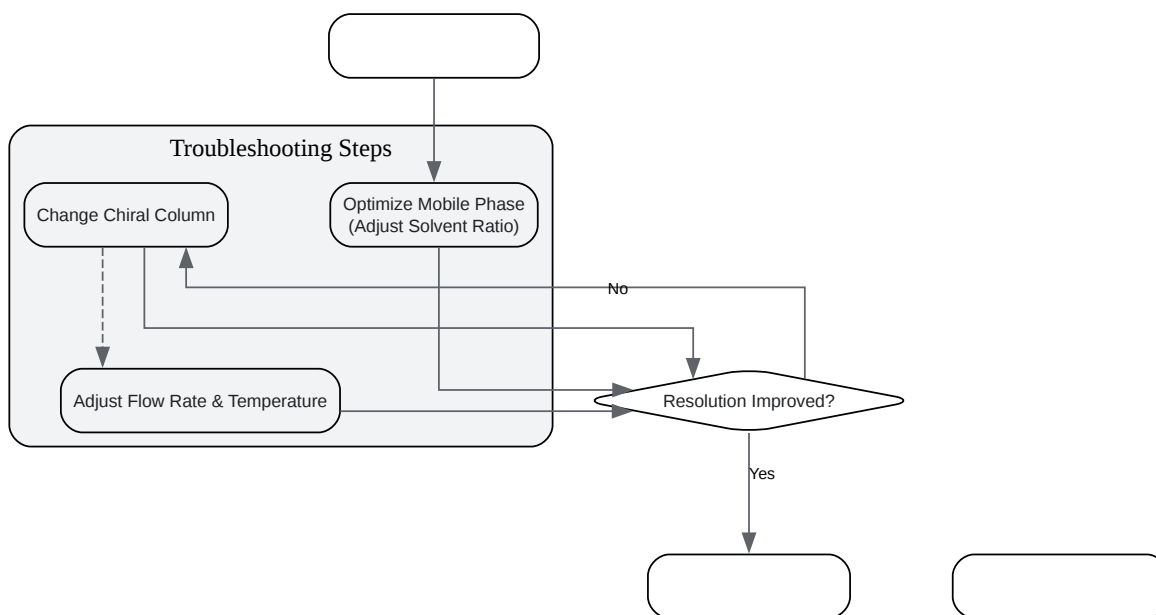 Troubleshooting Steps
Change Chiral Column
Optimize Mobile Phase
(Adjust Solvent Ratio)
No
Adjust Flow Rate & Temperature
Resolution Improved?
Yes